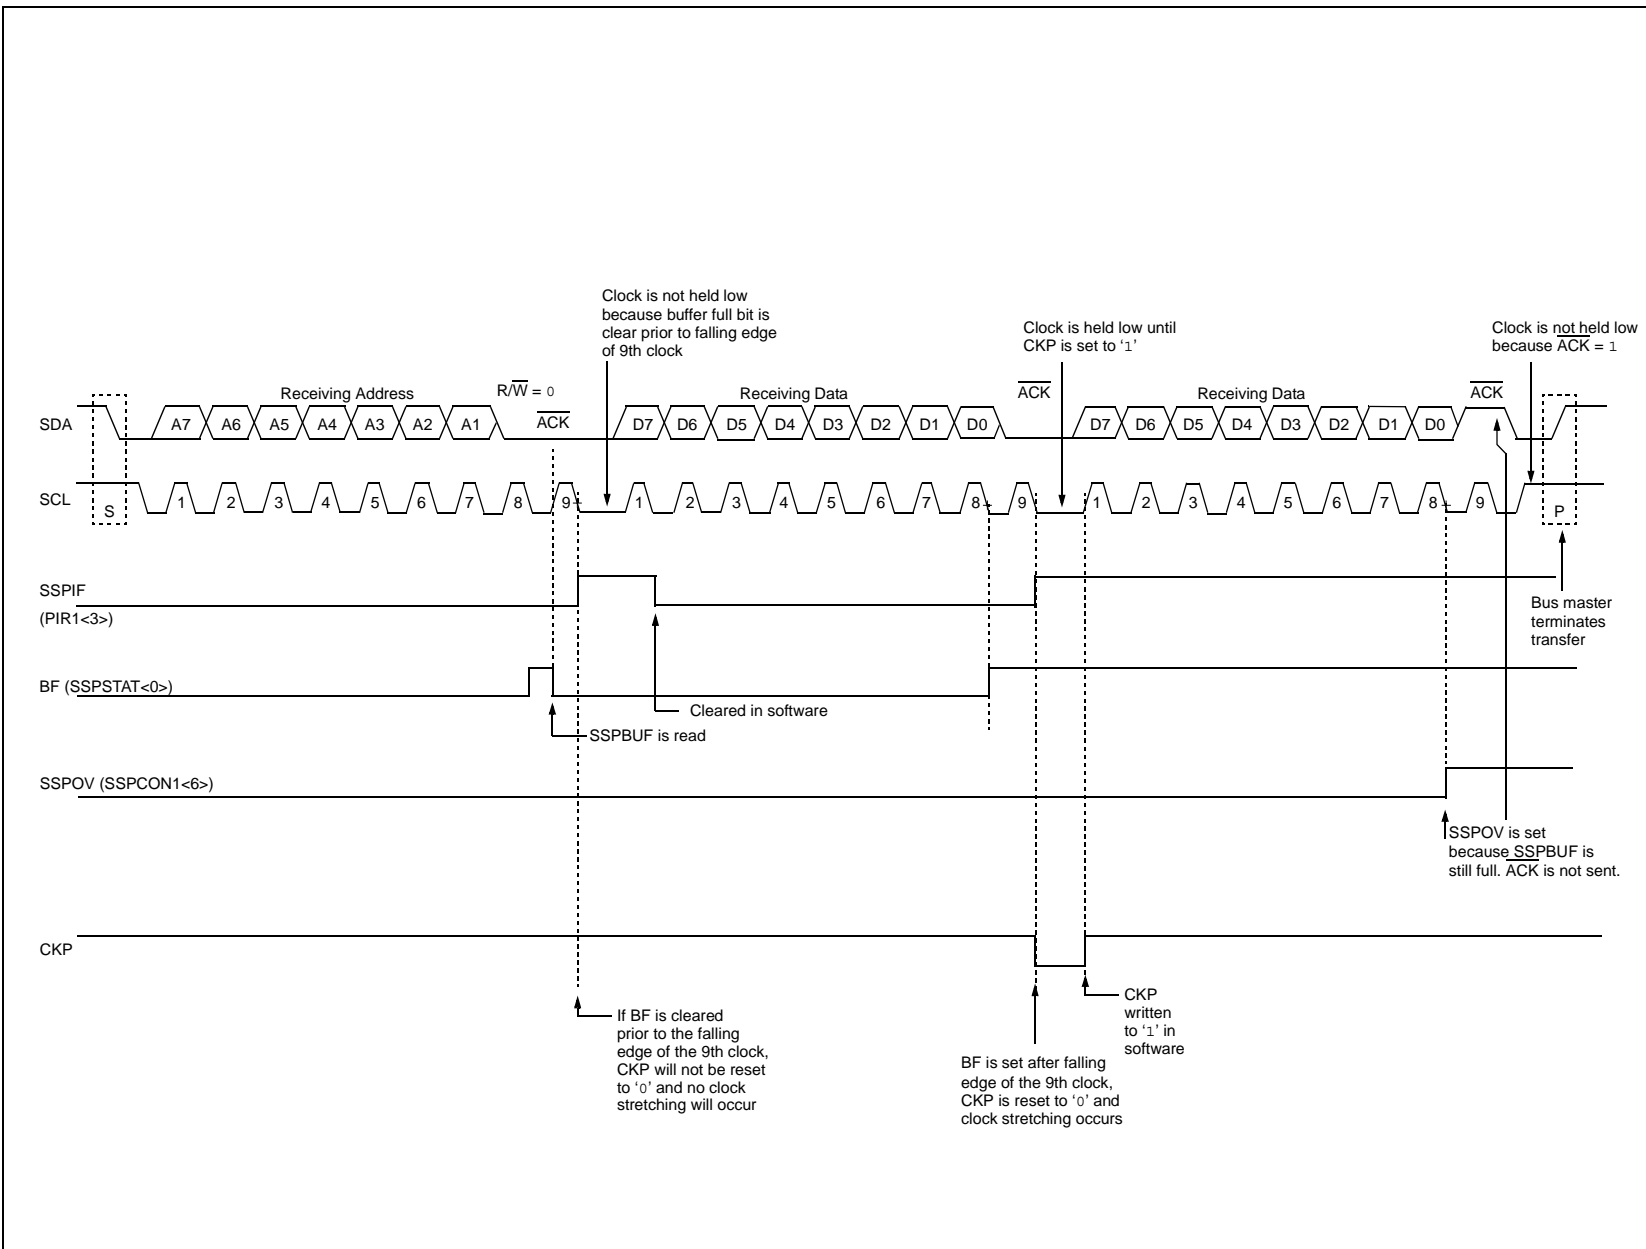 Clock is not held low
because buffer full bit is
clear prior to falling edge
of 9th clock
Clock is held low until
CKP is set to ‘1’
Clock is not held low
because ACK = 1
Receiving Address
R/W = 0
ACK
Receiving Data
ACK
Receiving Data
ACK
SDA
A7 A6 A5 A4 A3 A2 A1
D7 D6 D5 D4 D3 D2 D1 D0
D7 D6 D5 D4 D3 D2 D1 D0
SCL
S
1 2 3 4 5 6 7 8 9
1 2 3 4 5 6 7 8 9
1 2 3 4 5 6 7 8 9
P
SSPIF
(PIR1<3>)
Bus master
terminates
transfer
BF (SSPSTAT<0>)
Cleared in software
SSPBUF is read
SSPOV (SSPCON1<6>)
SSPOV is set
because SSPBUF is
still full. ACK is not sent.
CKP
If BF is cleared
prior to the falling
edge of the 9th clock,
CKP will not be reset
to ‘0’ and no clock
stretching will occur
BF is set after falling
edge of the 9th clock,
CKP is reset to ‘0’ and
clock stretching occurs
CKP
written
to ‘1’ in
software